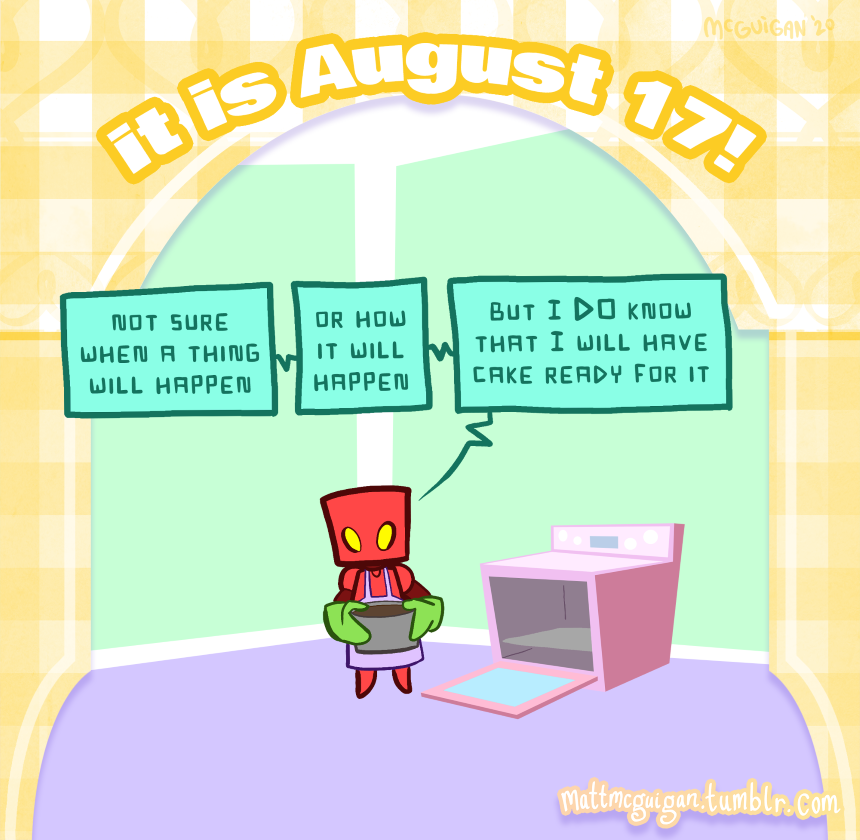 McGUiGAN '20
it is August 17!
NOT SURE
WHEN A THING
WILL HAPPEN
OR HOW
IT WILL
HAPPEN
BUT I DO KNOW
THAT I WILL HAVE
CAKE READY FOR IT
mattmcguigan.tumblr.com